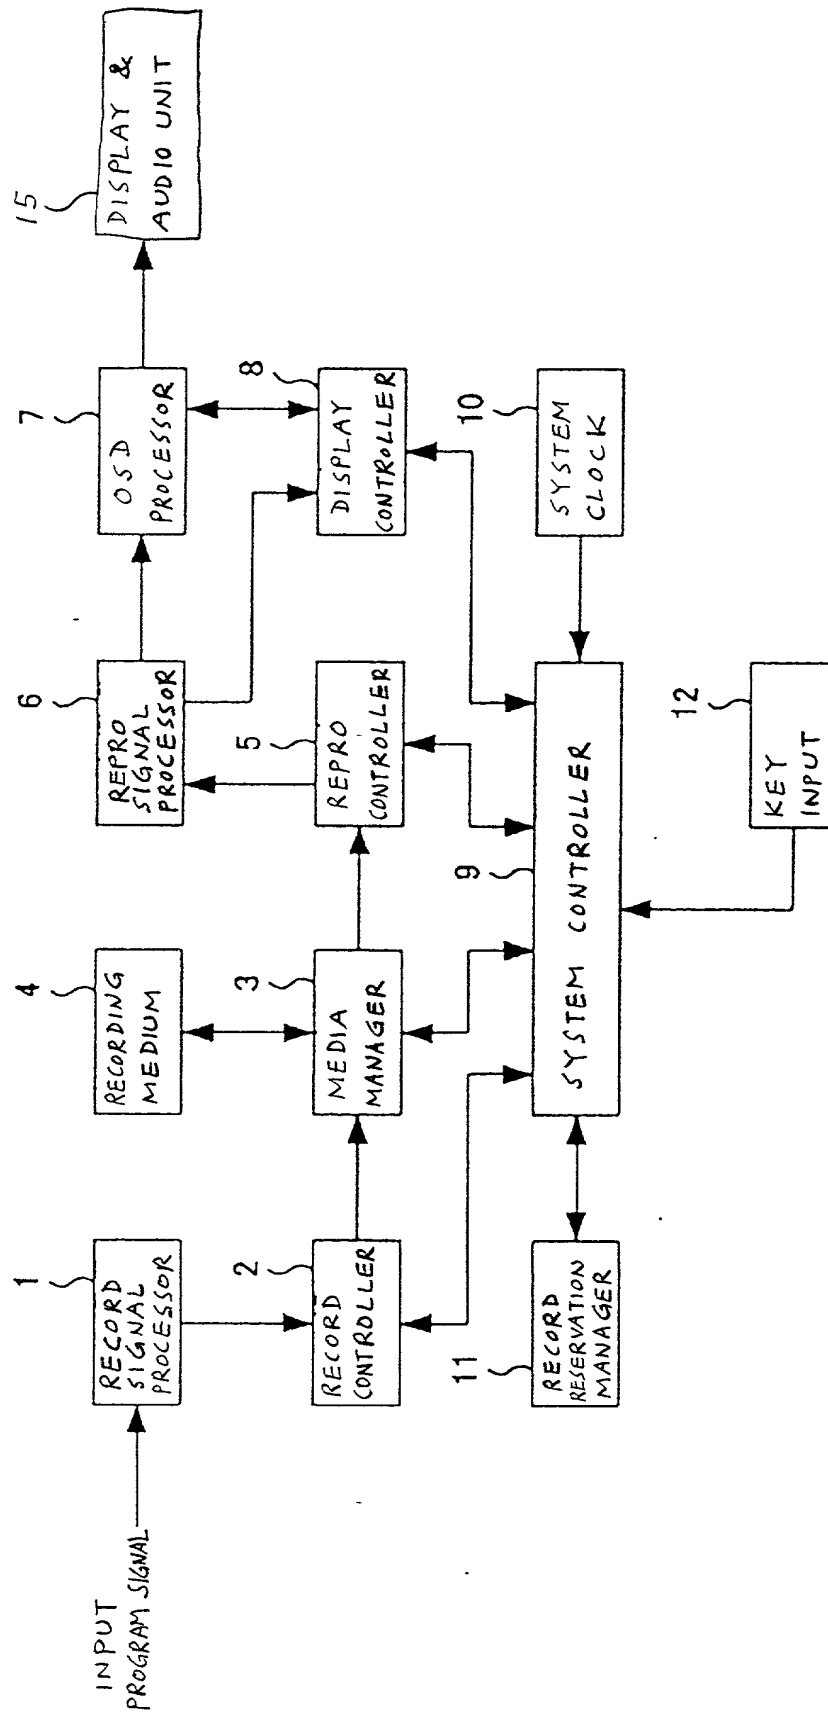 INPUT
PROGRAM SIGNAL
1
RECORD
SIGNAL
PROCESSOR
4
RECORDING
MEDIUM
6
REPRO
SIGNAL
PROCESSOR
7
OSD
PROCESSOR
15
DISPLAY &
AUDIO UNIT
2
RECORD
CONTROLLER
3
MEDIA
MANAGER
5
REPRO
CONTROLLER
8
DISPLAY
CONTROLLER
11
RECORD
RESERVATION
MANAGER
9
SYSTEM CONTROLLER
10
SYSTEM
CLOCK
12
KEY
INPUT